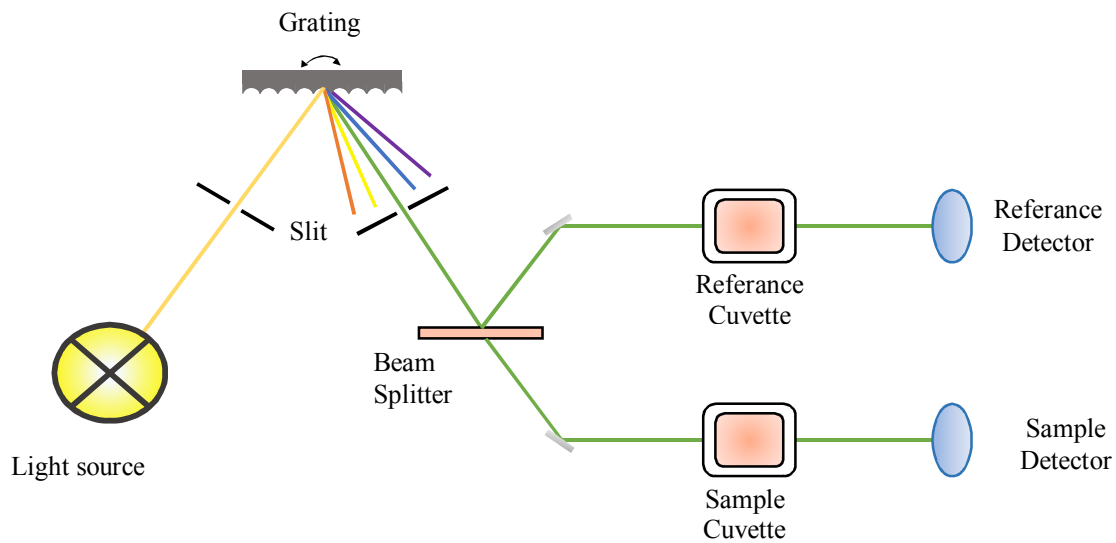 Grating
Slit
Light source
Beam
Splitter
Referance
Cuvette
Referance
Detector
Sample
Cuvette
Sample
Detector